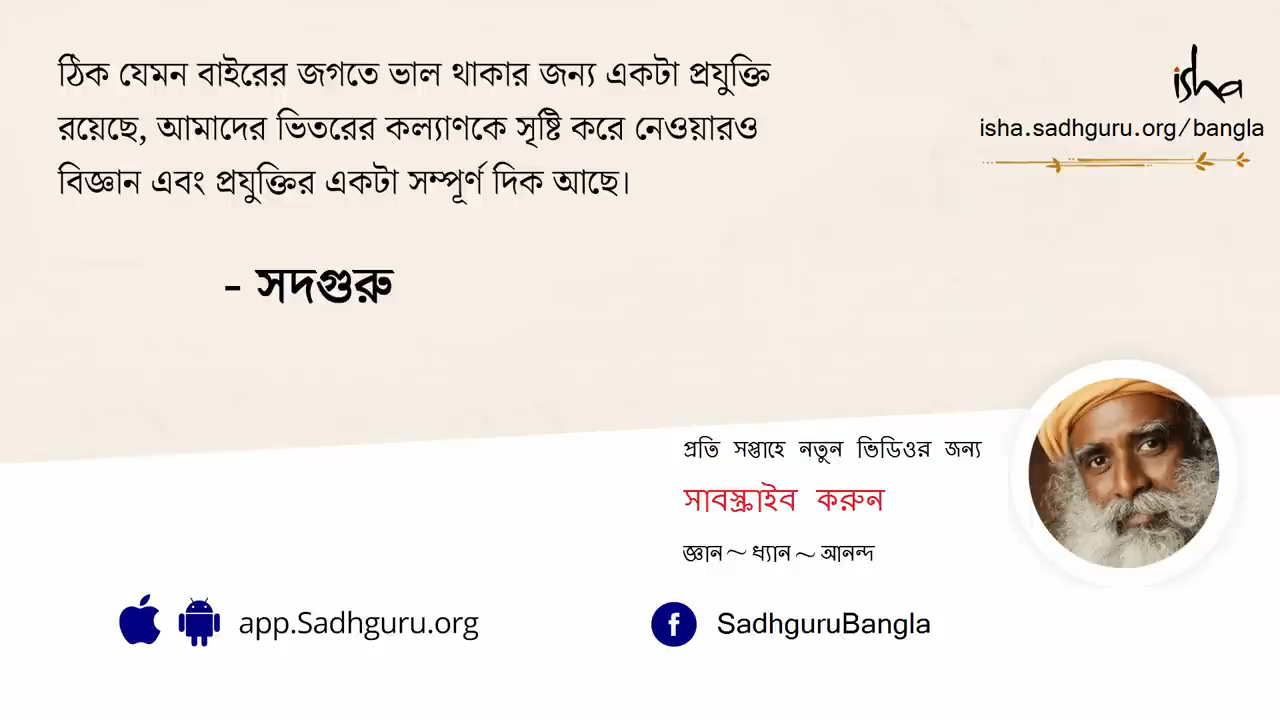 ঠিক যেমন বাইরের জগতে ভাল থাকার জন্য একটা প্রযুক্তি
রয়েছে, আমাদের ভিতরের কল্যাণকে সৃষ্টি করে নেওয়ারও
বিজ্ঞান এবং প্রযুক্তির একটা সম্পূর্ণ দিক আছে।
- সদগুরু
isha
isha.sadhguru.org/bangla
প্রতি সপ্তাহে নতুন ভিডিওর জন্য
সাবস্ক্রাইব করুন
জ্ঞান ~ ধ্যান ~ আনন্দ
app.Sadhguru.org
f SadhguruBangla